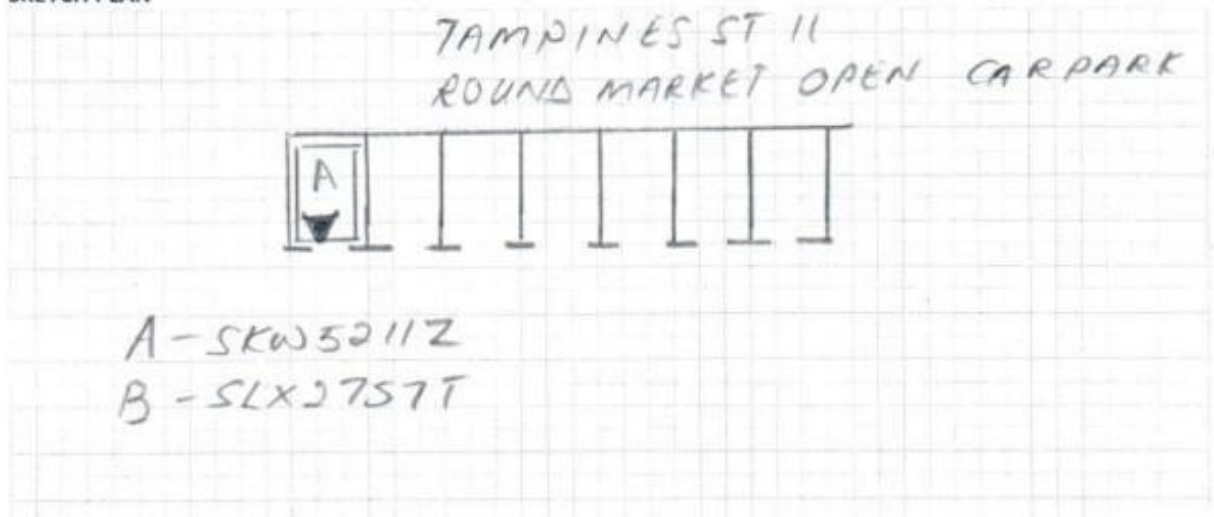 TAMPINES ST 11
ROUND MARKET OPEN CARPARK
A
A - SKW5211Z
B - SLX2757T